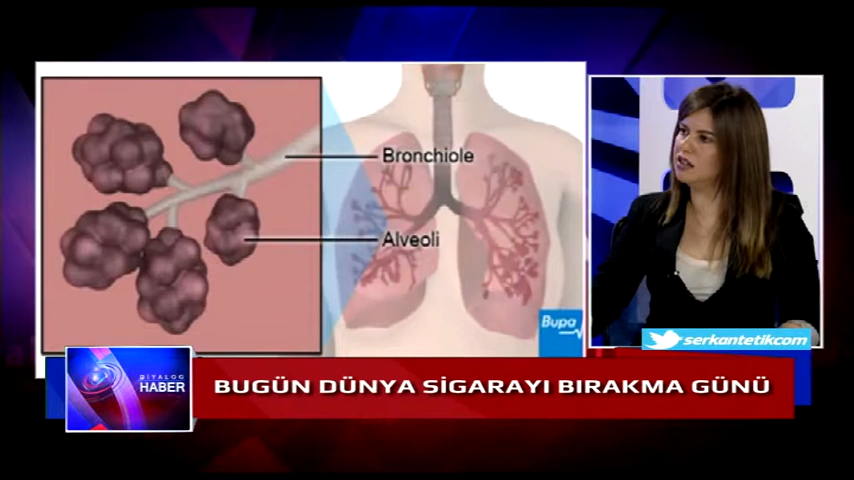 Bronchiole
Alveoli
Bupa
serkantetikcom
DİYALOG
HABER
BUGÜN DÜNYA SİGARAYI BIRAKMA GÜNÜ